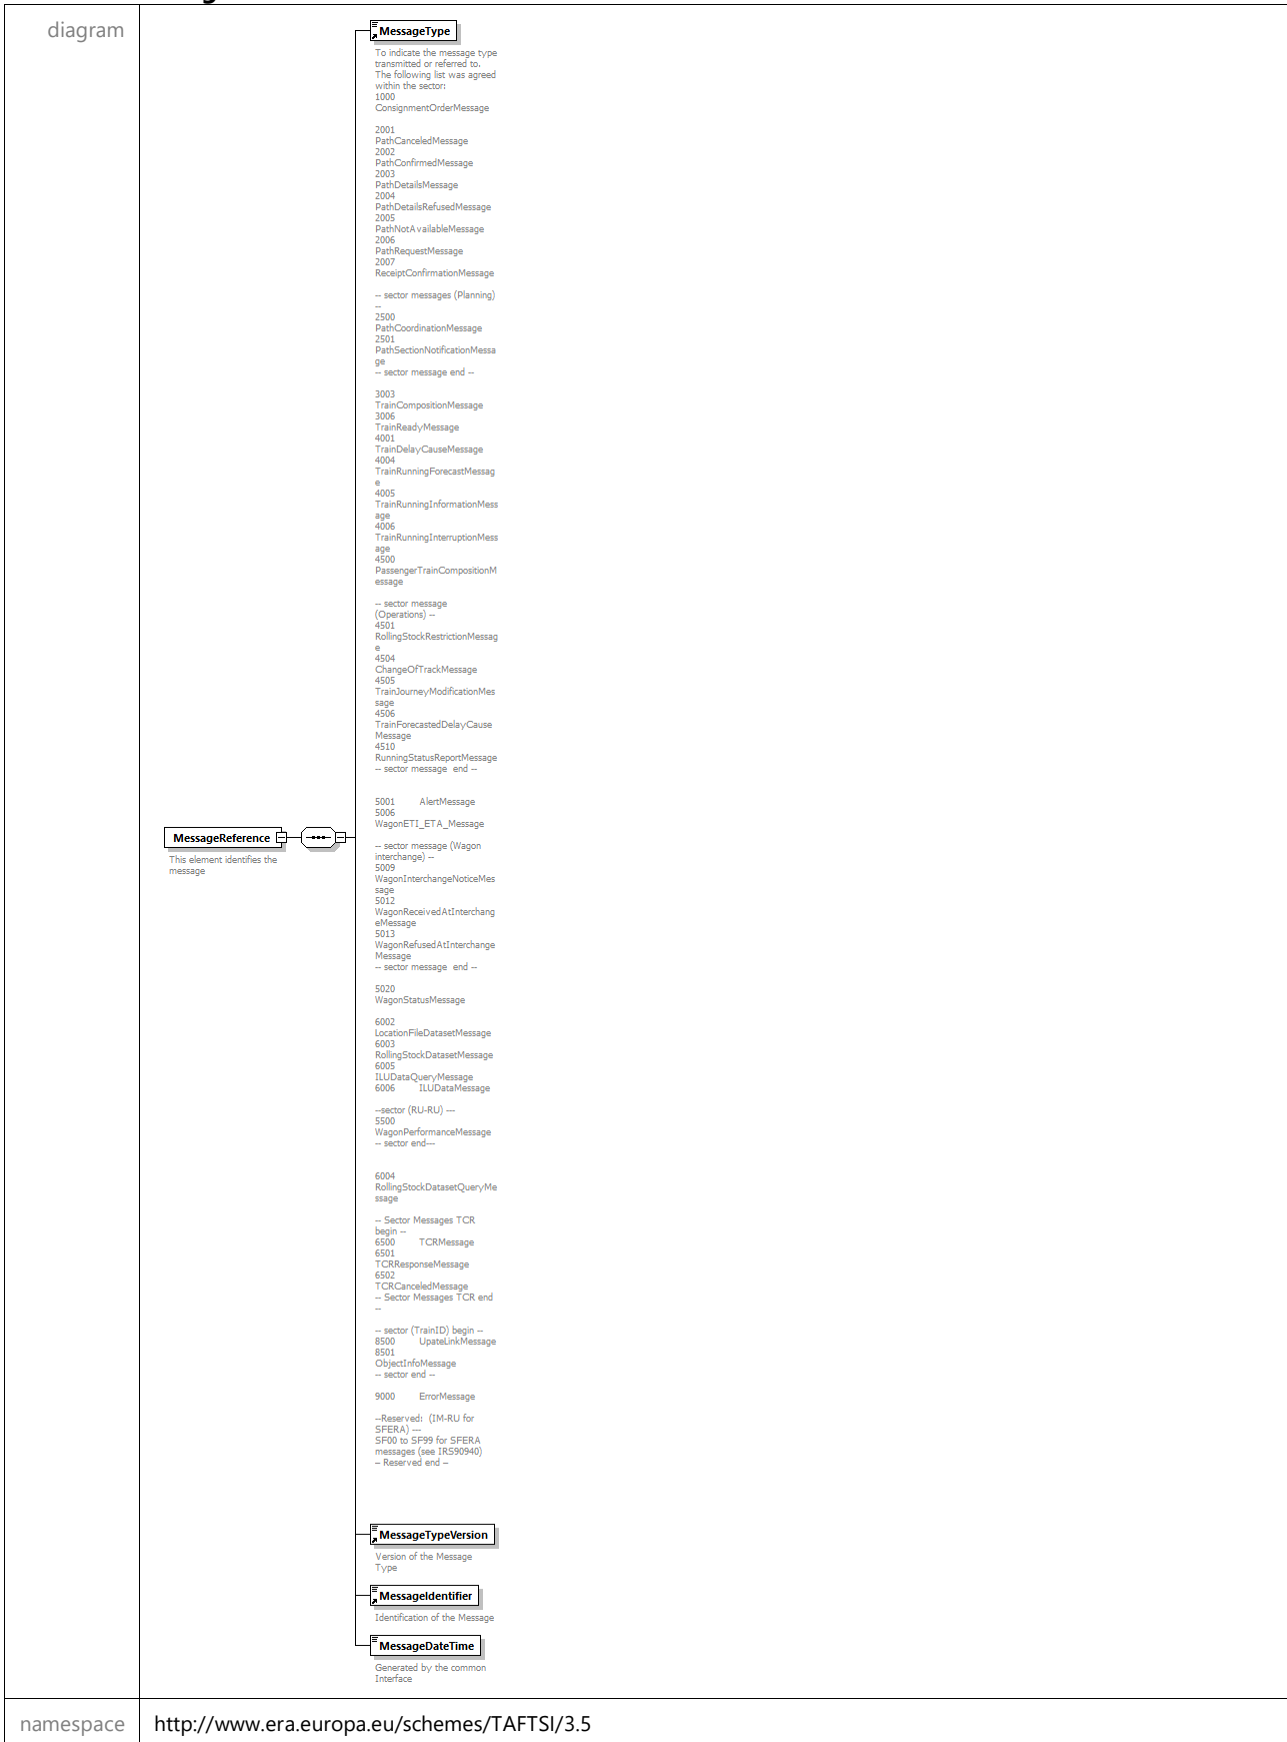 diagram
MessageType
To indicate the message type
transmitted or referred to.
The following list was agreed
within the sector:
1000
ConsignmentOrderMessage
2001
PathCanceledMessage
2002
PathConfirmedMessage
2003
PathDetailsMessage
2004
PathDetailsRefusedMessage
2005
PathNotAvailableMessage
2006
PathRequestMessage
2007
ReceiptConfirmationMessage
-- sector messages (Planning)
--
2500
PathCoordinationMessage
2501
PathSectionNotificationMessa
ge
-- sector message end --
3003
TrainCompositionMessage
3006
TrainReadyMessage
4001
TrainDelayCauseMessage
4004
TrainRunningForecastMessag
e
4005
TrainRunningInformationMess
age
4006
TrainRunningInterruptionMess
age
4500
PassengerTrainCompositionM
essage
-- sector message
(Operations) --
4501
RollingStockRestrictionMessag
e
4504
ChangeOfTrackMessage
4505
TrainJourneyModificationMes
sage
4506
TrainForecastedDelayCause
Message
4510
RunningStatusReportMessage
-- sector message  end --
5001 AlertMessage
5006
WagonETI_ETA_Message
-- sector message (Wagon
interchange) --
5009
WagonInterchangeNoticeMes
sage
5012
WagonReceivedAtInterchang
eMessage
5013
WagonRefusedAtInterchange
Message
-- sector message  end --
5020
WagonStatusMessage
6002
LocationFileDatasetMessage
6003
RollingStockDatasetMessage
6005
ILUDataQueryMessage
6006 ILUDataMessage
--sector (RU-RU) ---
5500
WagonPerformanceMessage
-- sector end---
6004
RollingStockDatasetQueryMe
ssage
-- Sector Messages TCR
begin --
6500 TCRMessage
6501
TCRResponseMessage
6502
TCRCanceledMessage
-- Sector Messages TCR end
--
-- sector (TrainID) begin --
8500 UpateLinkMessage
8501
ObjectInfoMessage
-- sector end --
9000 ErrorMessage
--Reserved:  (IM-RU for
SFERA) ---
SF00 to SF99 for SFERA
messages (see IRS90940)
– Reserved end –
MessageReference
This element identifies the
message
MessageTypeVersion
Version of the Message
Type
MessageIdentifier
Identification of the Message
MessageDateTime
Generated by the common
Interface
namespace http://www.era.europa.eu/schemes/TAFTSI/3.5